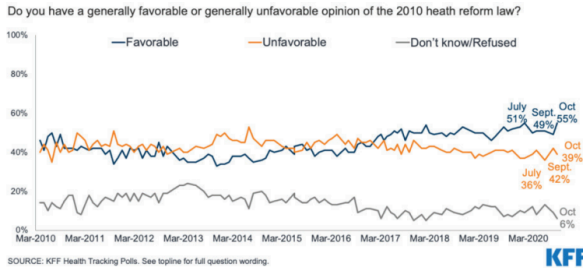 Do you have a generally favorable or generally unfavorable opinion of the 2010 heath reform law?
100%
Favorable Unfavorable Don't know/Refused
80%
60%
40%
20%
0%
July 51%
Sept. 49%
Oct 55%
Oct 39%
July 36%
Sept. 42%
Oct 6%
Mar-2010 Mar-2011 Mar-2012 Mar-2013 Mar-2014 Mar-2015 Mar-2016 Mar-2017 Mar-2018 Mar-2019 Mar-2020
SOURCE: KFF Health Tracking Polls. See topline for full question wording.
KFF